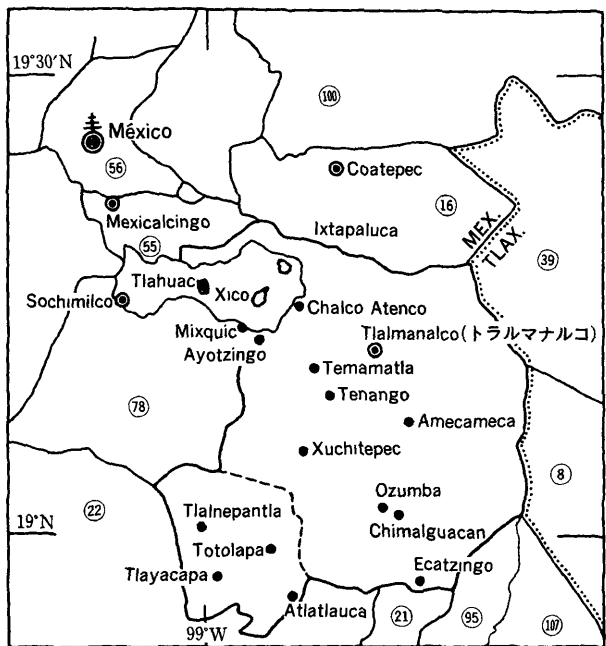 19°30′N
100
México
56
Coatepec
16
Mexicalcingo
Ixtapaluca
MEX.
TLAX.
55
39
Tlahuac
Xico
Sochimilco
Chalco Atenco
Mixquic
Tlalmanalco(トラルマナルコ)
Ayotzingo
Temamatla
Tenango
78
Amecameca
Xuchitepec
8
22
Ozumba
19°N
Tlalnepantla
Chimalguacan
Totolapa
Ecatzingo
Tlayacapa
Atlatlauca
21
95
107
99°W